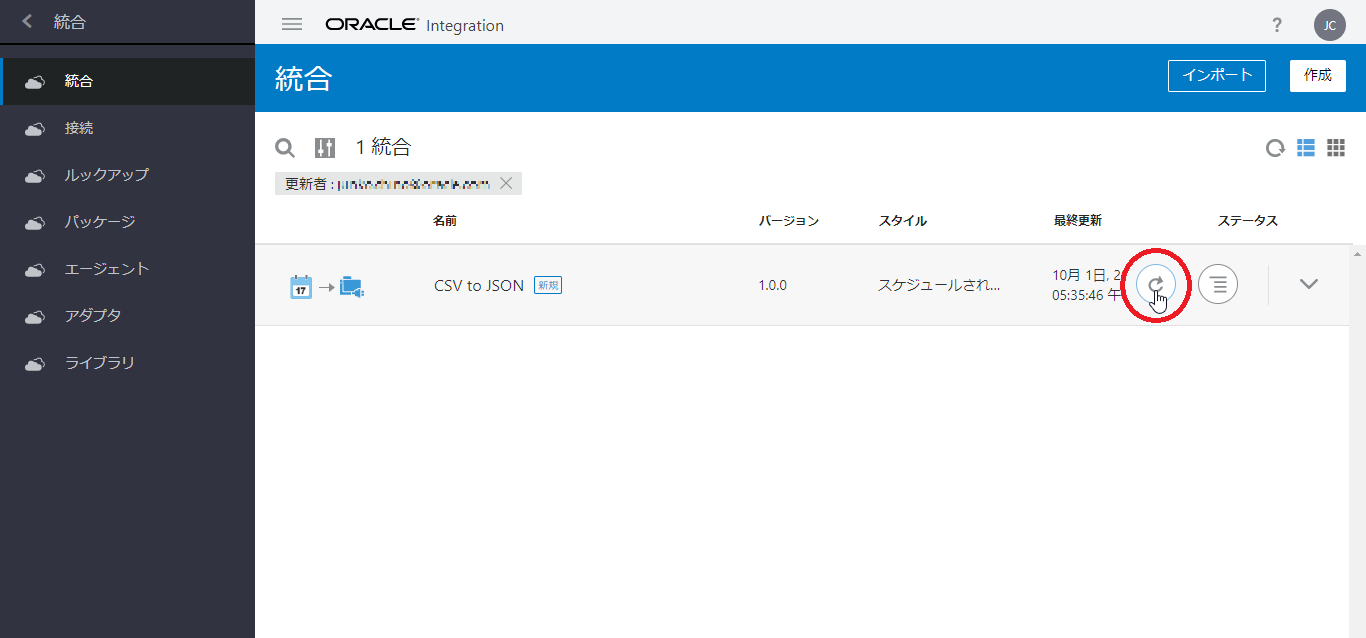 統合
ORACLE Integration
?
JC
統合
インポート
作成
統合
接続
ルックアップ
パッケージ
エージェント
アダプタ
ライブラリ
1 統合
更新者 :
名前
バージョン
スタイル
最終更新
ステータス
17
CSV to JSON
新規
1.0.0
スケジュールされ...
10月 1日, 2
05:35:46 午